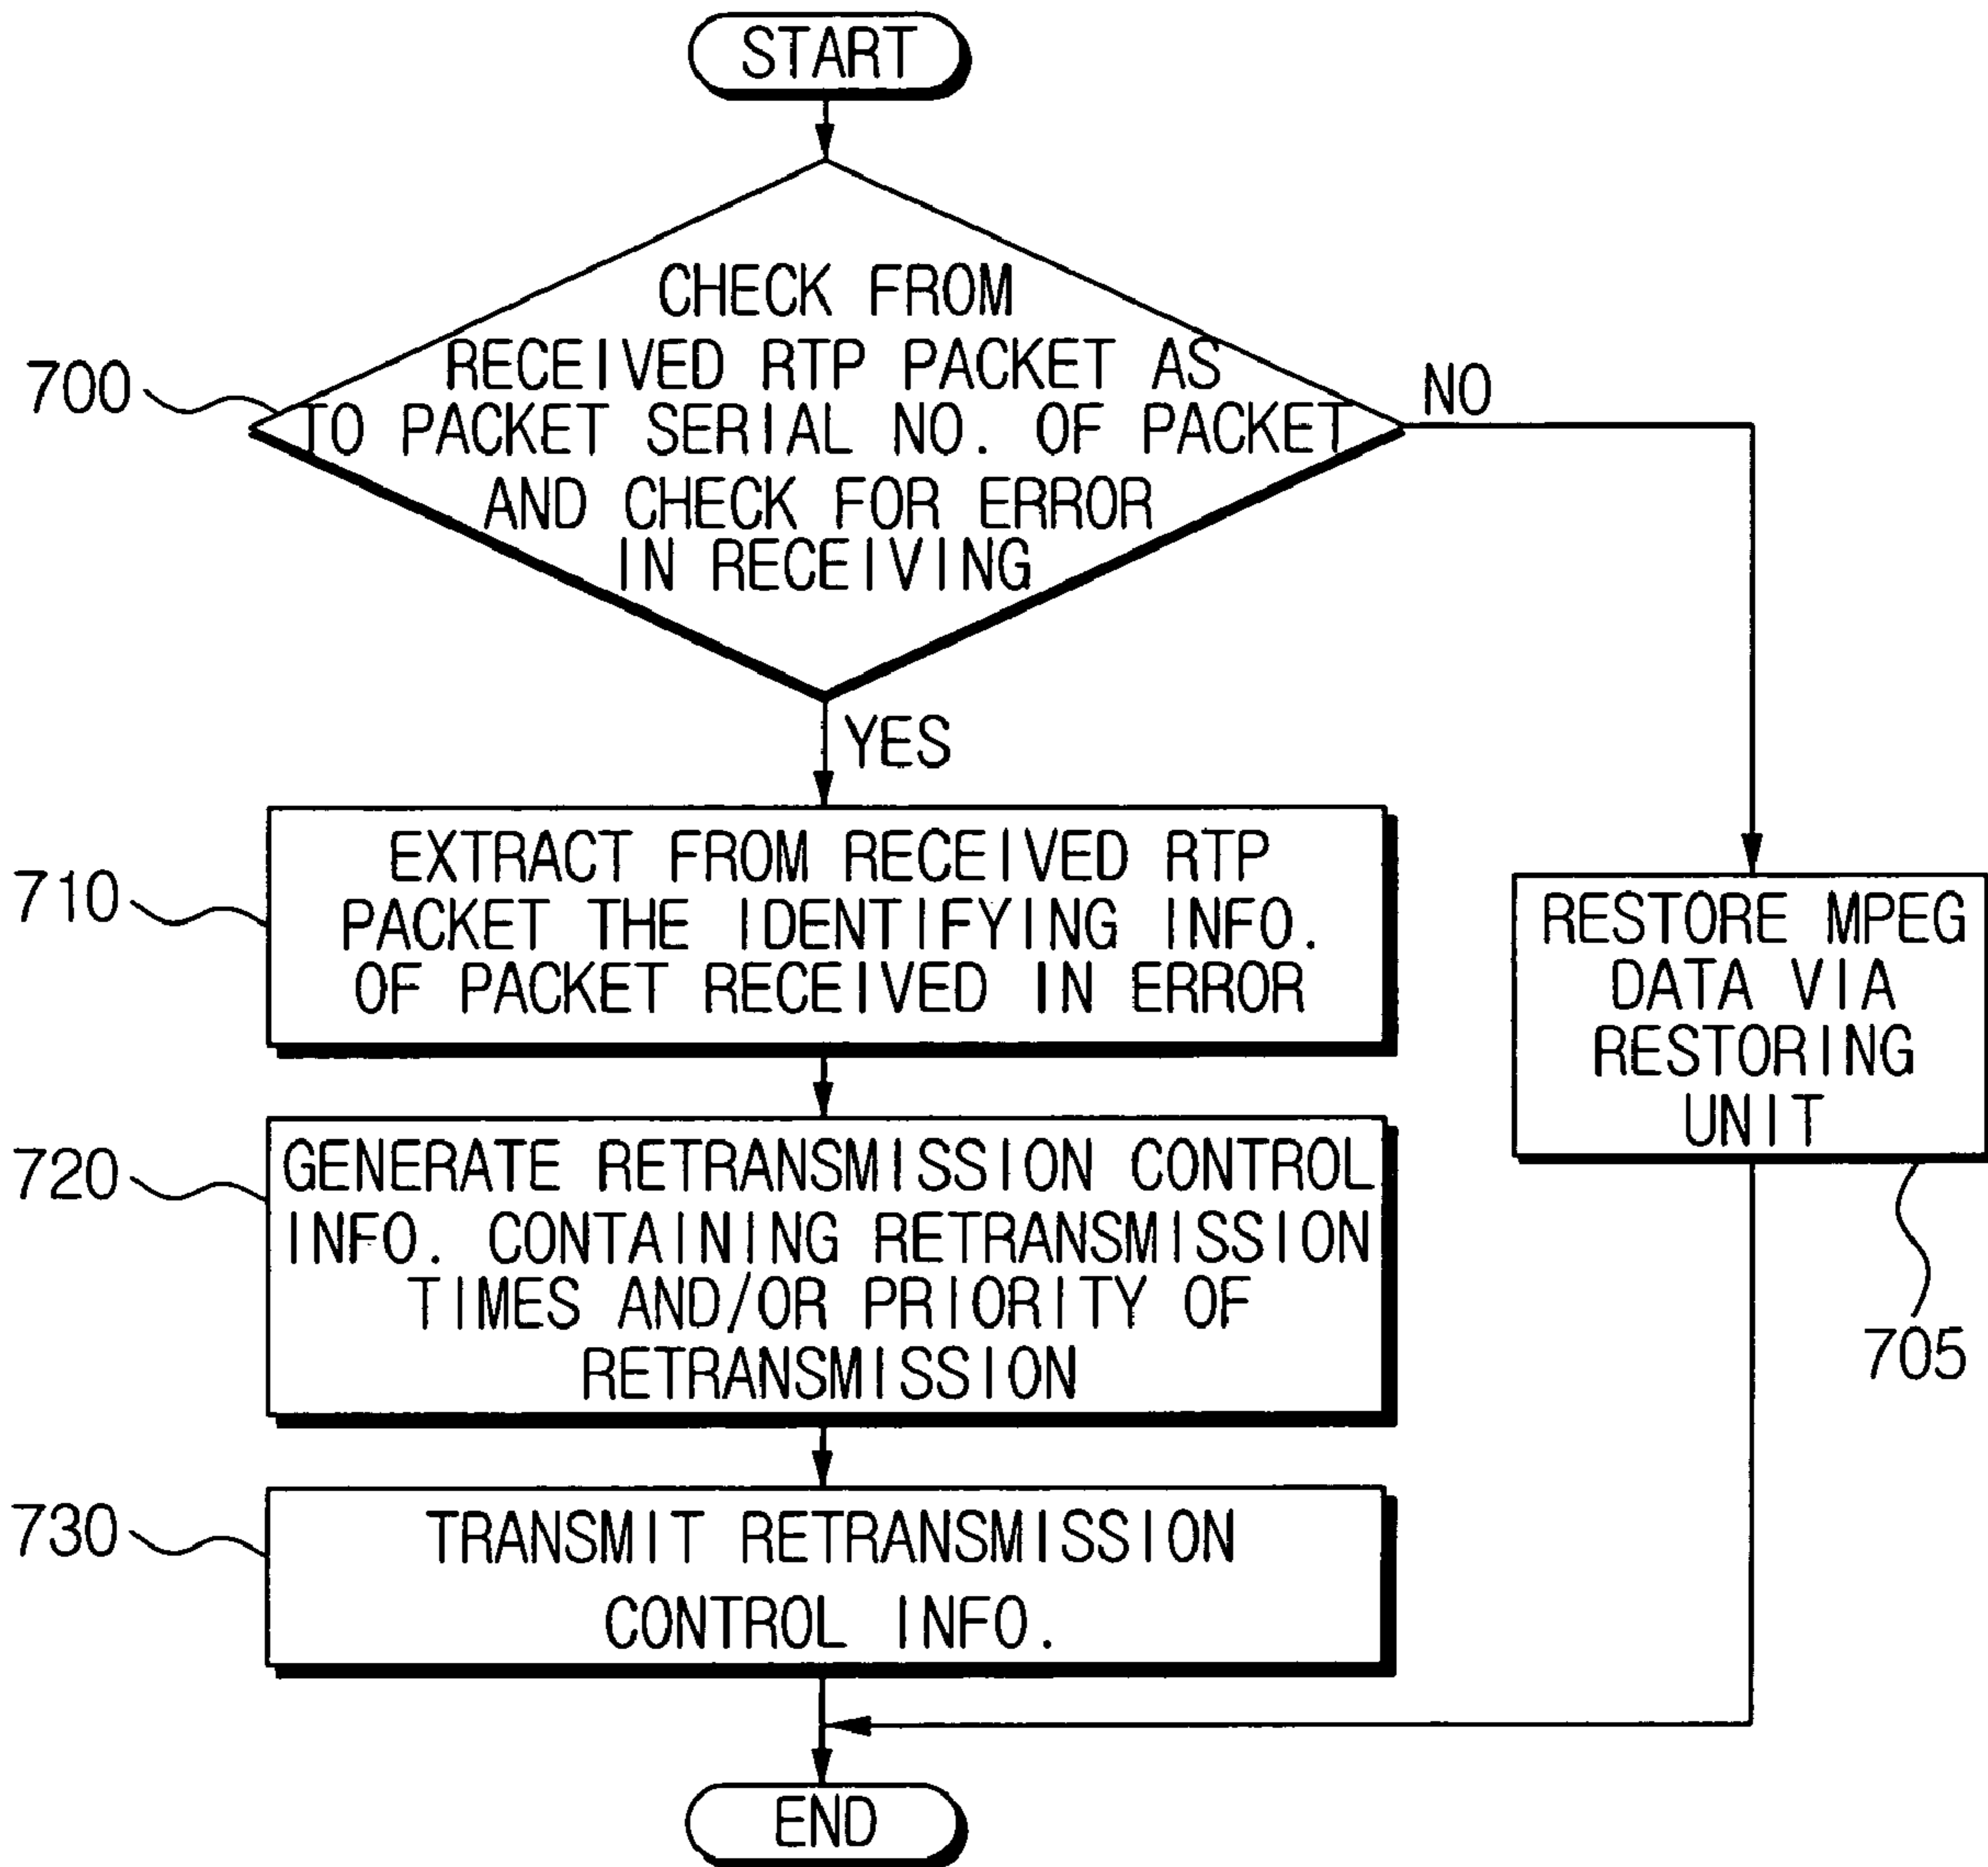 START
CHECK FROM
RECEIVED RTP PACKET AS
TO PACKET SERIAL NO. OF PACKET
AND CHECK FOR ERROR
IN RECEIVING
700
NO
YES
EXTRACT FROM RECEIVED RTP
PACKET THE IDENTIFYING INFO.
OF PACKET RECEIVED IN ERROR
710
RESTORE MPEG
DATA VIA
RESTORING
UNIT
705
GENERATE RETRANSMISSION CONTROL
INFO. CONTAINING RETRANSMISSION
TIMES AND/OR PRIORITY OF
RETRANSMISSION
720
TRANSMIT RETRANSMISSION
CONTROL INFO.
730
END